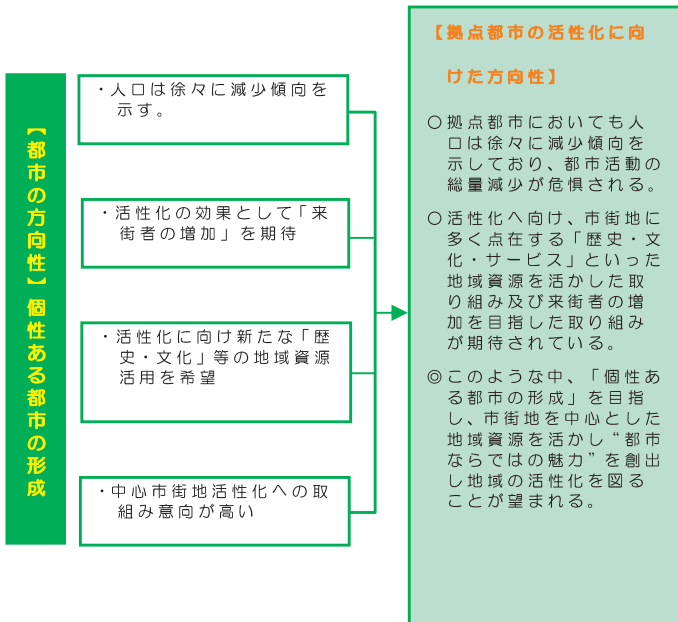 【都市の方向性】個性ある都市の形成
・人口は徐々に減少傾向を
示す。
・活性化の効果として「来
街者の増加」を期待
・活性化に向け新たな「歴
史・文化」等の地域資源
活用を希望
・中心市街地活性化への取
組み意向が高い
【拠点都市の活性化に向
けた方向性】
○拠点都市においても人
口は徐々に減少傾向を
示しており、都市活動の
総量減少が危惧される。
○活性化へ向け、市街地に
多く点在する「歴史・文
化・サービス」といった
地域資源を活かした取
り組み及び来街者の増
加を目指した取り組み
が期待されている。
◎このような中、「個性あ
る都市の形成」を目指
し、市街地を中心とした
地域資源を活かし“都市
ならではの魅力”を創出
し地域の活性化を図る
ことが望まれる。